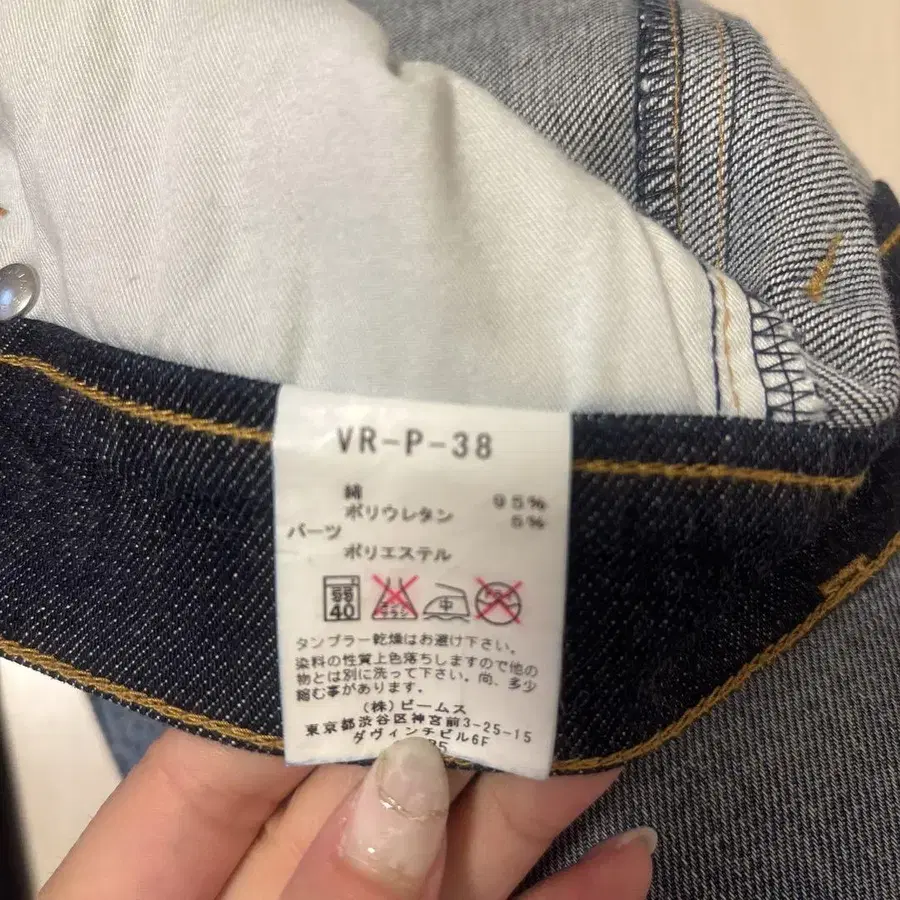 VR-P-38
綿 95%
ポリウレタン 5%
パーツ
ポリエステル
40 中
タンブラー乾燥はお避け下さい。
染料の性質上色落ちしますので他の
物とは別に洗って下さい。尚、多少
縮む事があります。
(株)ビームス
東京都渋谷区神宮前3-25-15
ダヴィンチビル6F